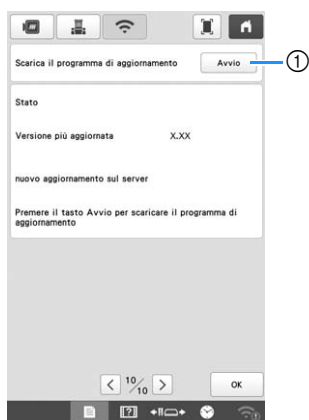 Scarica il programma di aggiornamento
Avvio
①
Stato
Versione più aggiornata X.XX
nuovo aggiornamento sul server
Premere il tasto Avvio per scaricare il programma di
aggiornamento
10/10
OK